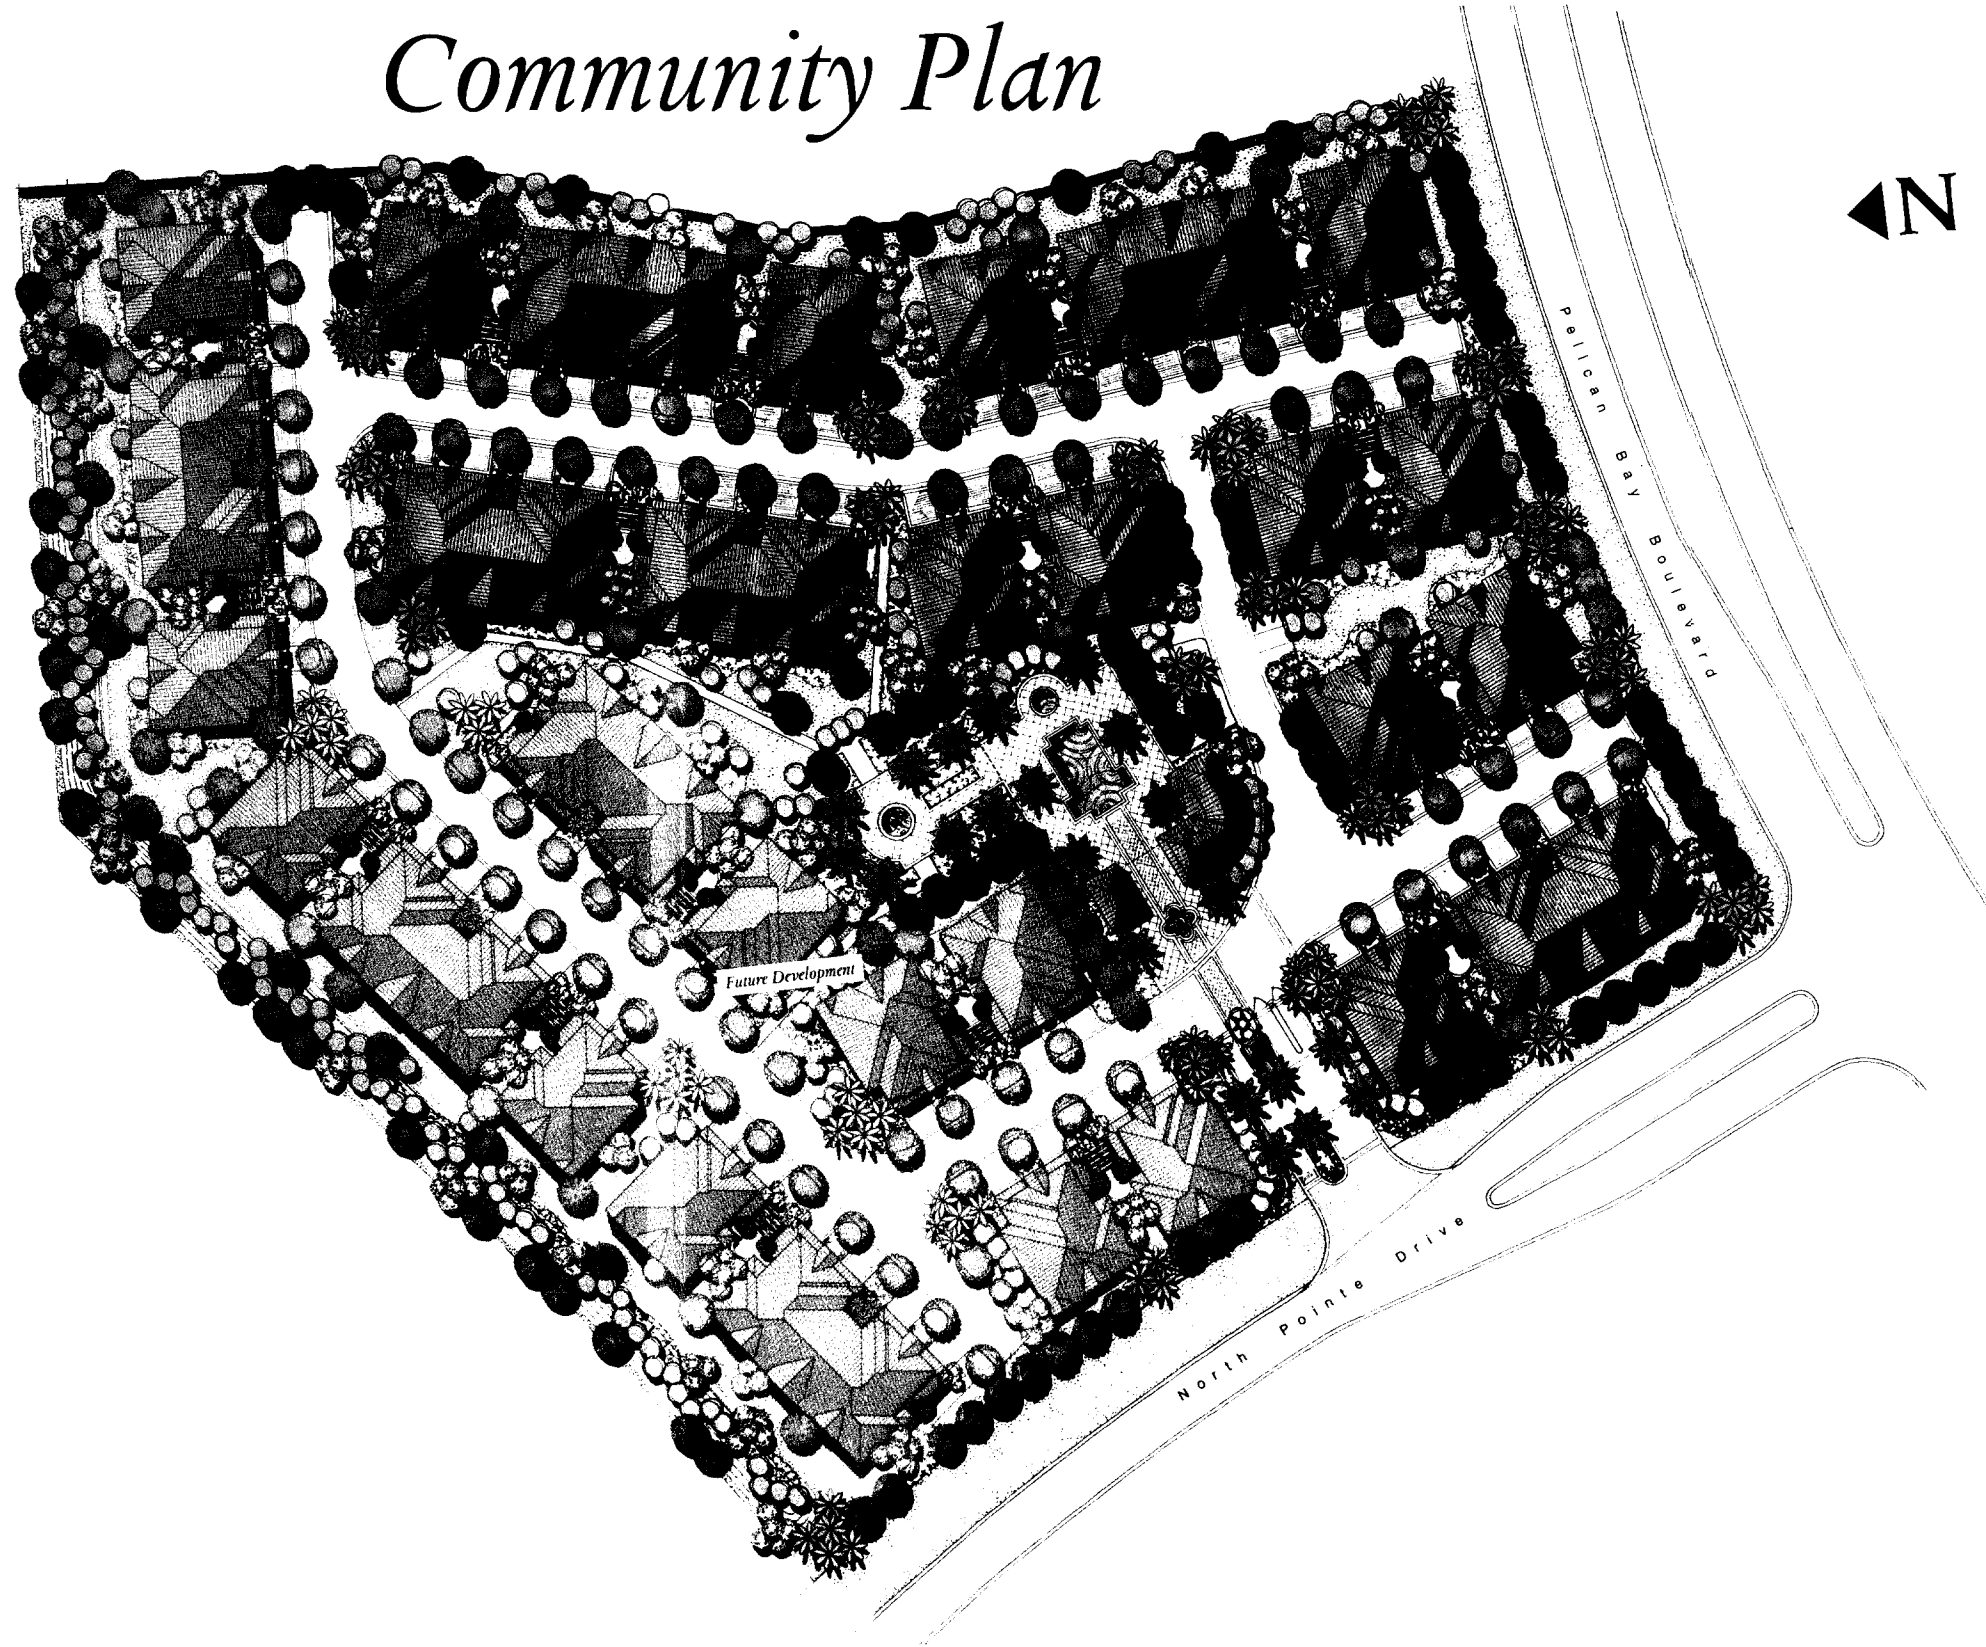 Community Plan
N
Pelican Bay Boulevard
Future Development
North Pointe Drive